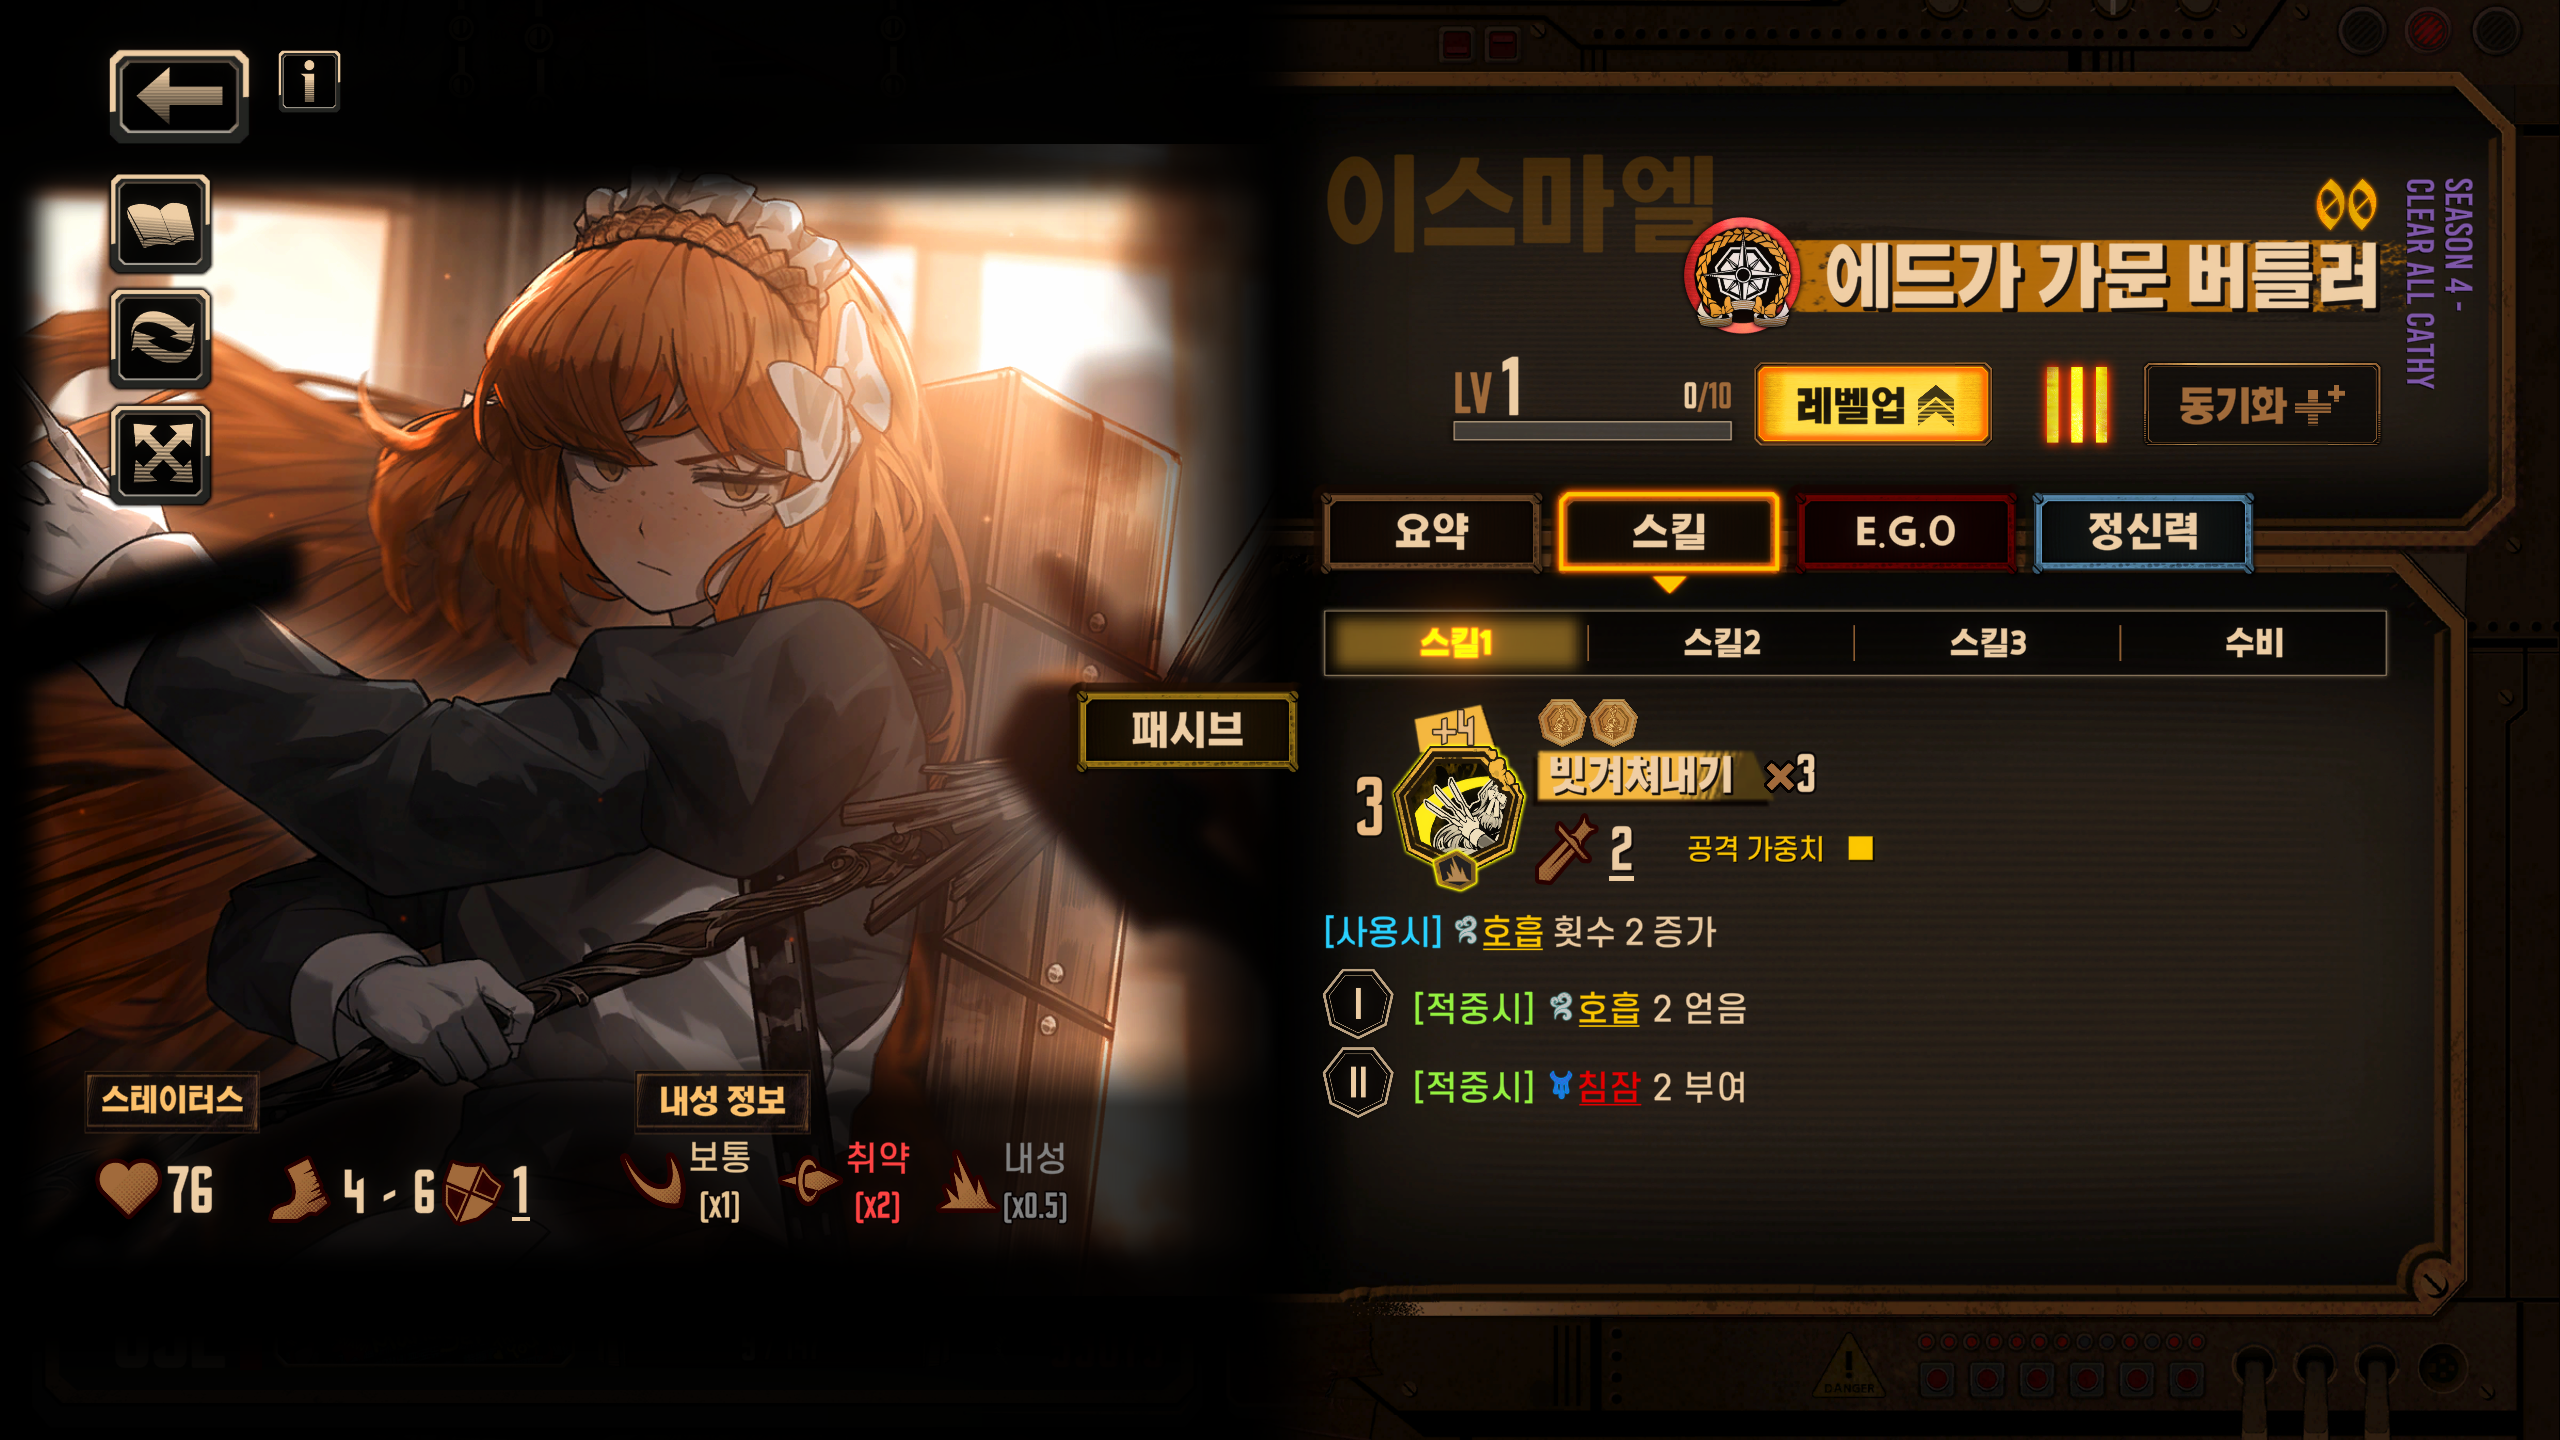 이스마엘
00
에드가 가문 버틀러
SEASON 4 -
CLEAR ALL CATHY
LV 1
0/10
레벨업
동기화
요약
스킬
E.G.O
정신력
스킬1
스킬2
스킬3
수비
패시브
+4
3
빗겨쳐내기 ×3
2
공격 가중치
[사용시] 호흡 횟수 2 증가
I [적중시] 호흡 2 얻음
II [적중시] 침잠 2 부여
스테이터스
76
4 - 6
1
내성 정보
보통
[x1]
취약
[x2]
내성
[x0.5]
DANGER